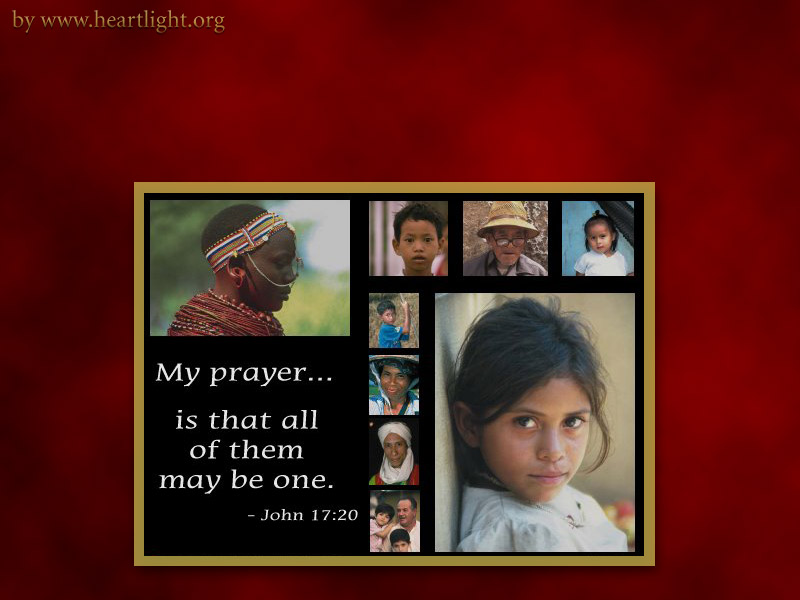 by www.heartlight.org
My prayer...
is that all
of them
may be one.
- John 17:20